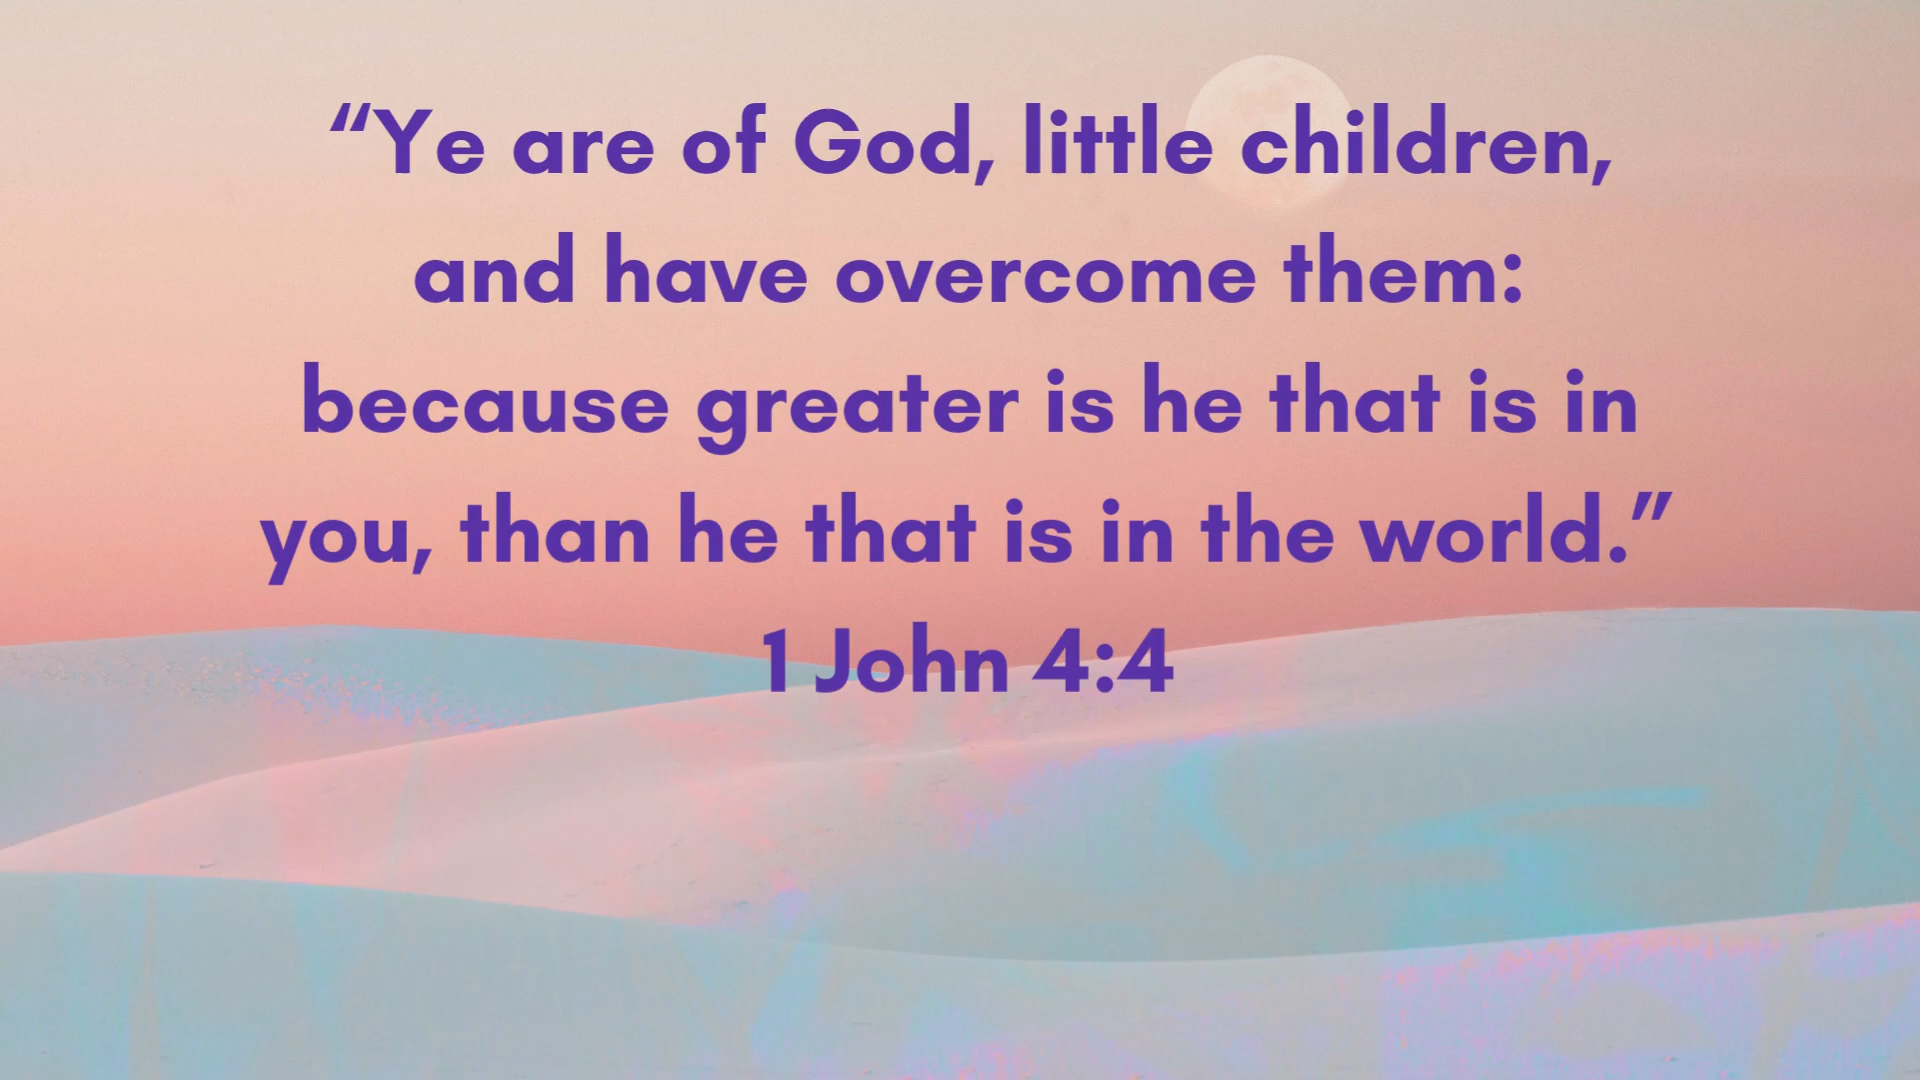 “Ye are of God, little children,
and have overcome them:
because greater is he that is in
you, than he that is in the world.”
1 John 4:4